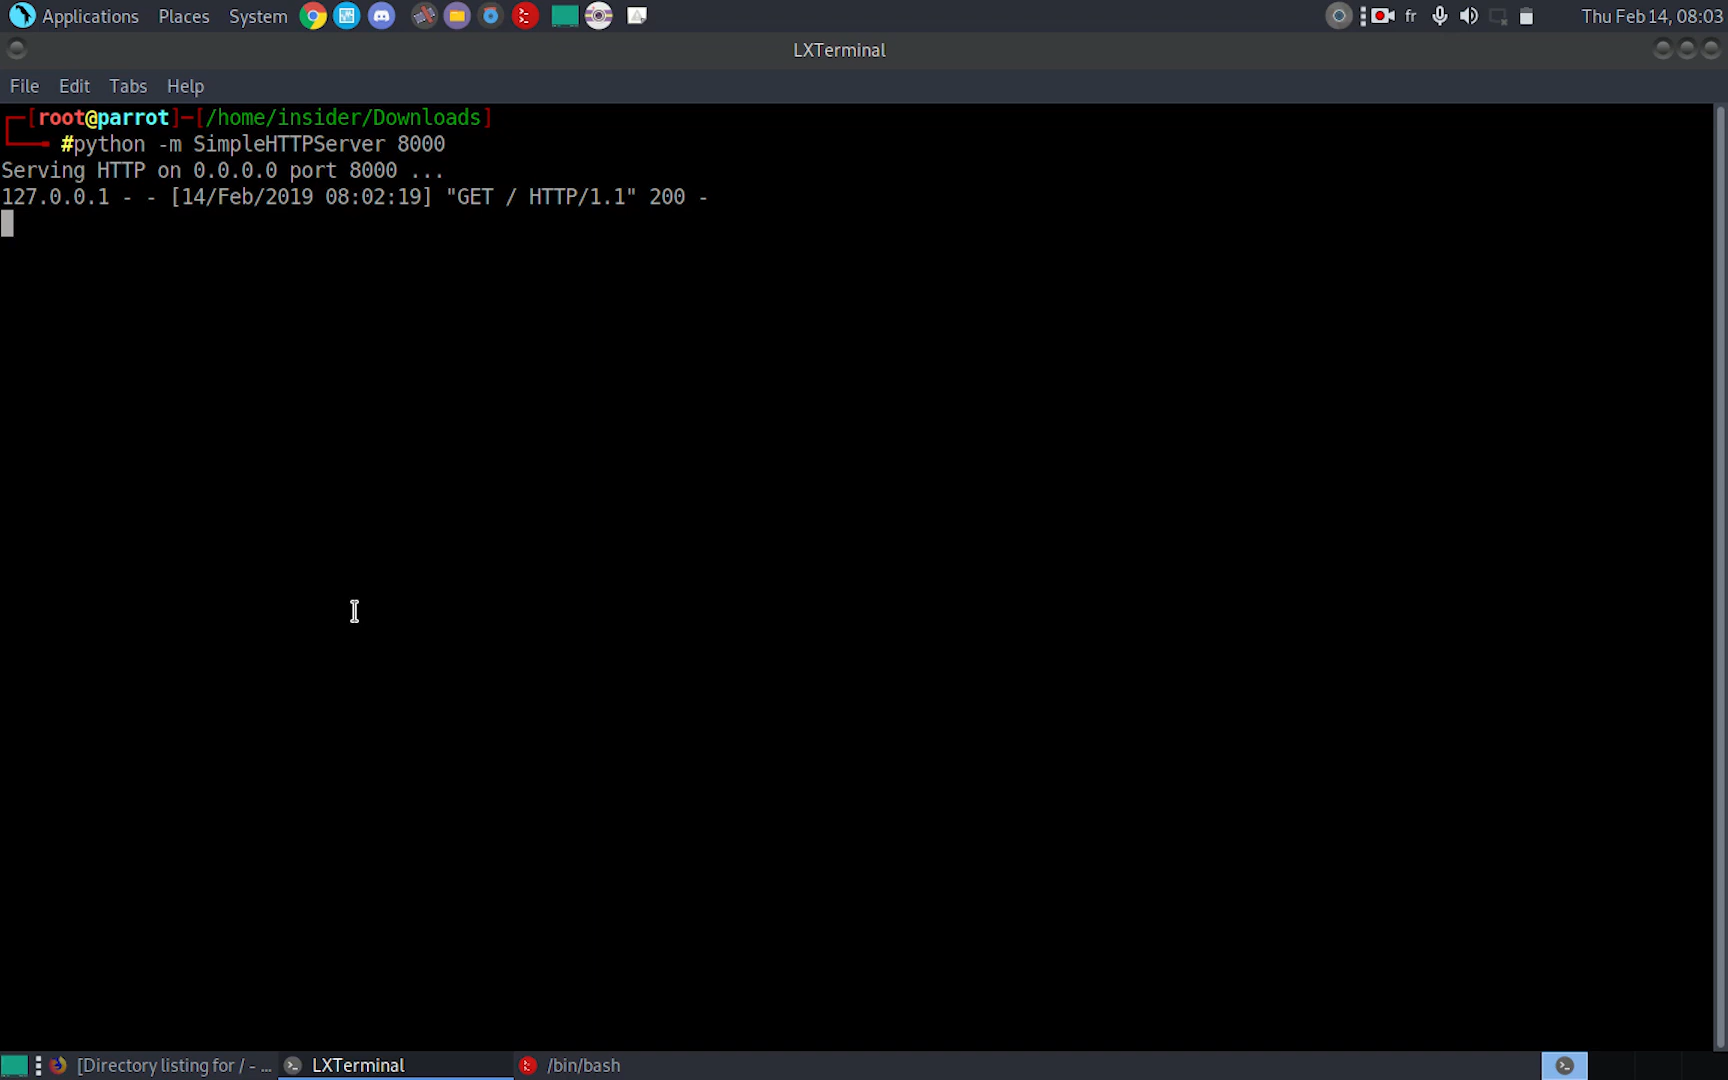 Applications Places System fr Thu Feb 14, 08:03
LXTerminal
File Edit Tabs Help
[root@parrot]─[/home/insider/Downloads]
#python -m SimpleHTTPServer 8000
Serving HTTP on 0.0.0.0 port 8000 ...
127.0.0.1 - - [14/Feb/2019 08:02:19] "GET / HTTP/1.1" 200 -
[Directory listing for / - ... LXTerminal /bin/bash